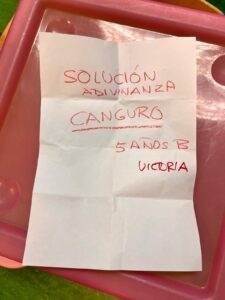 SOLUCIÓN
ADIVINANZA
CANGURO
5 AÑOS B
VICTORIA